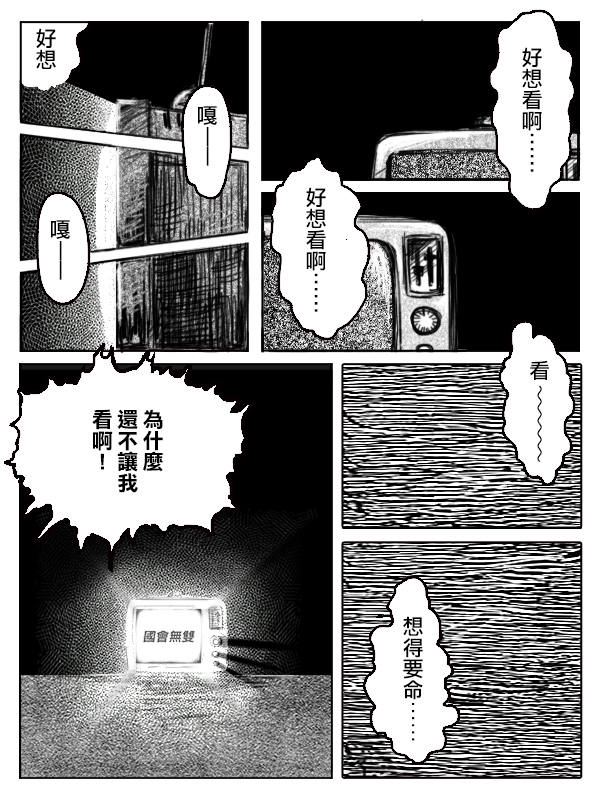 好想看啊……
好想看啊……
好想
嘎——
嘎——
看～～～～～
想得要命……
為什麼
還不讓我
看啊！
國會無雙